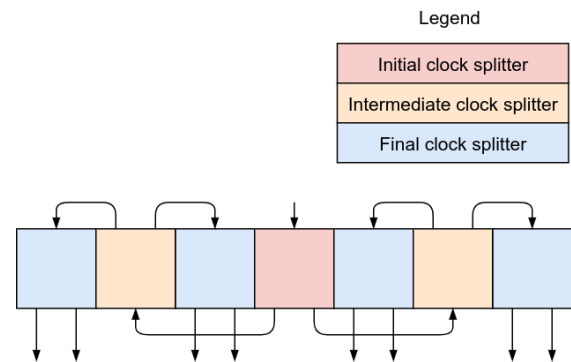 Legend
Initial clock splitter
Intermediate clock splitter
Final clock splitter